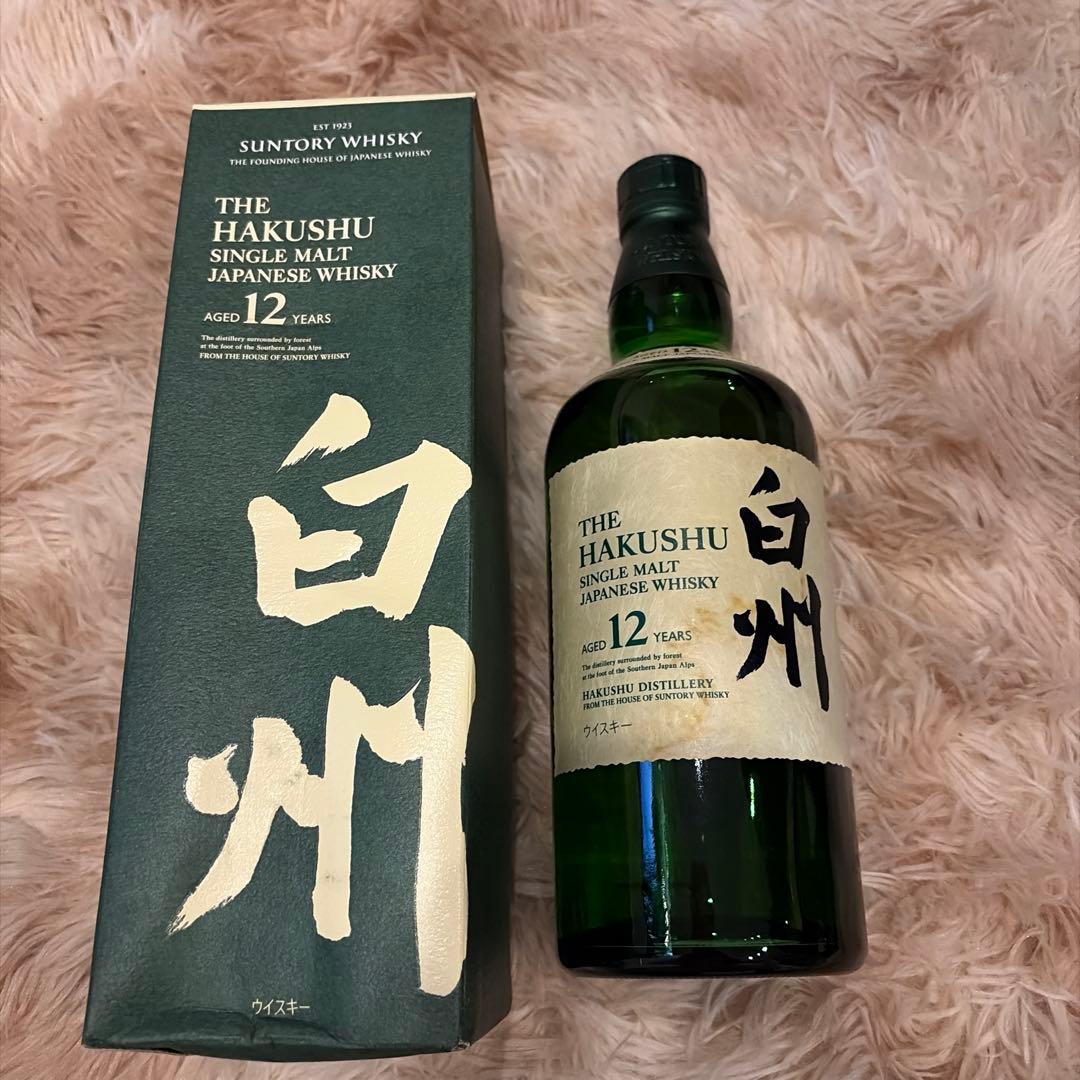 EST 1923
SUNTORY WHISKY
THE FOUNDING HOUSE OF JAPANESE WHISKY
THE
HAKUSHU
SINGLE MALT
JAPANESE WHISKY
AGED 12 YEARS
The distillery surrounded by forest
at the foot of the Southern Japan Alps
FROM THE HOUSE OF SUNTORY WHISKY
白州
ウイスキー
THE
HAKUSHU
SINGLE MALT
JAPANESE WHISKY
AGED 12 YEARS
The distillery surrounded by forest
at the foot of the Southern Japan Alps
HAKUSHU DISTILLERY
FROM THE HOUSE OF SUNTORY WHISKY
ウイスキー
白州